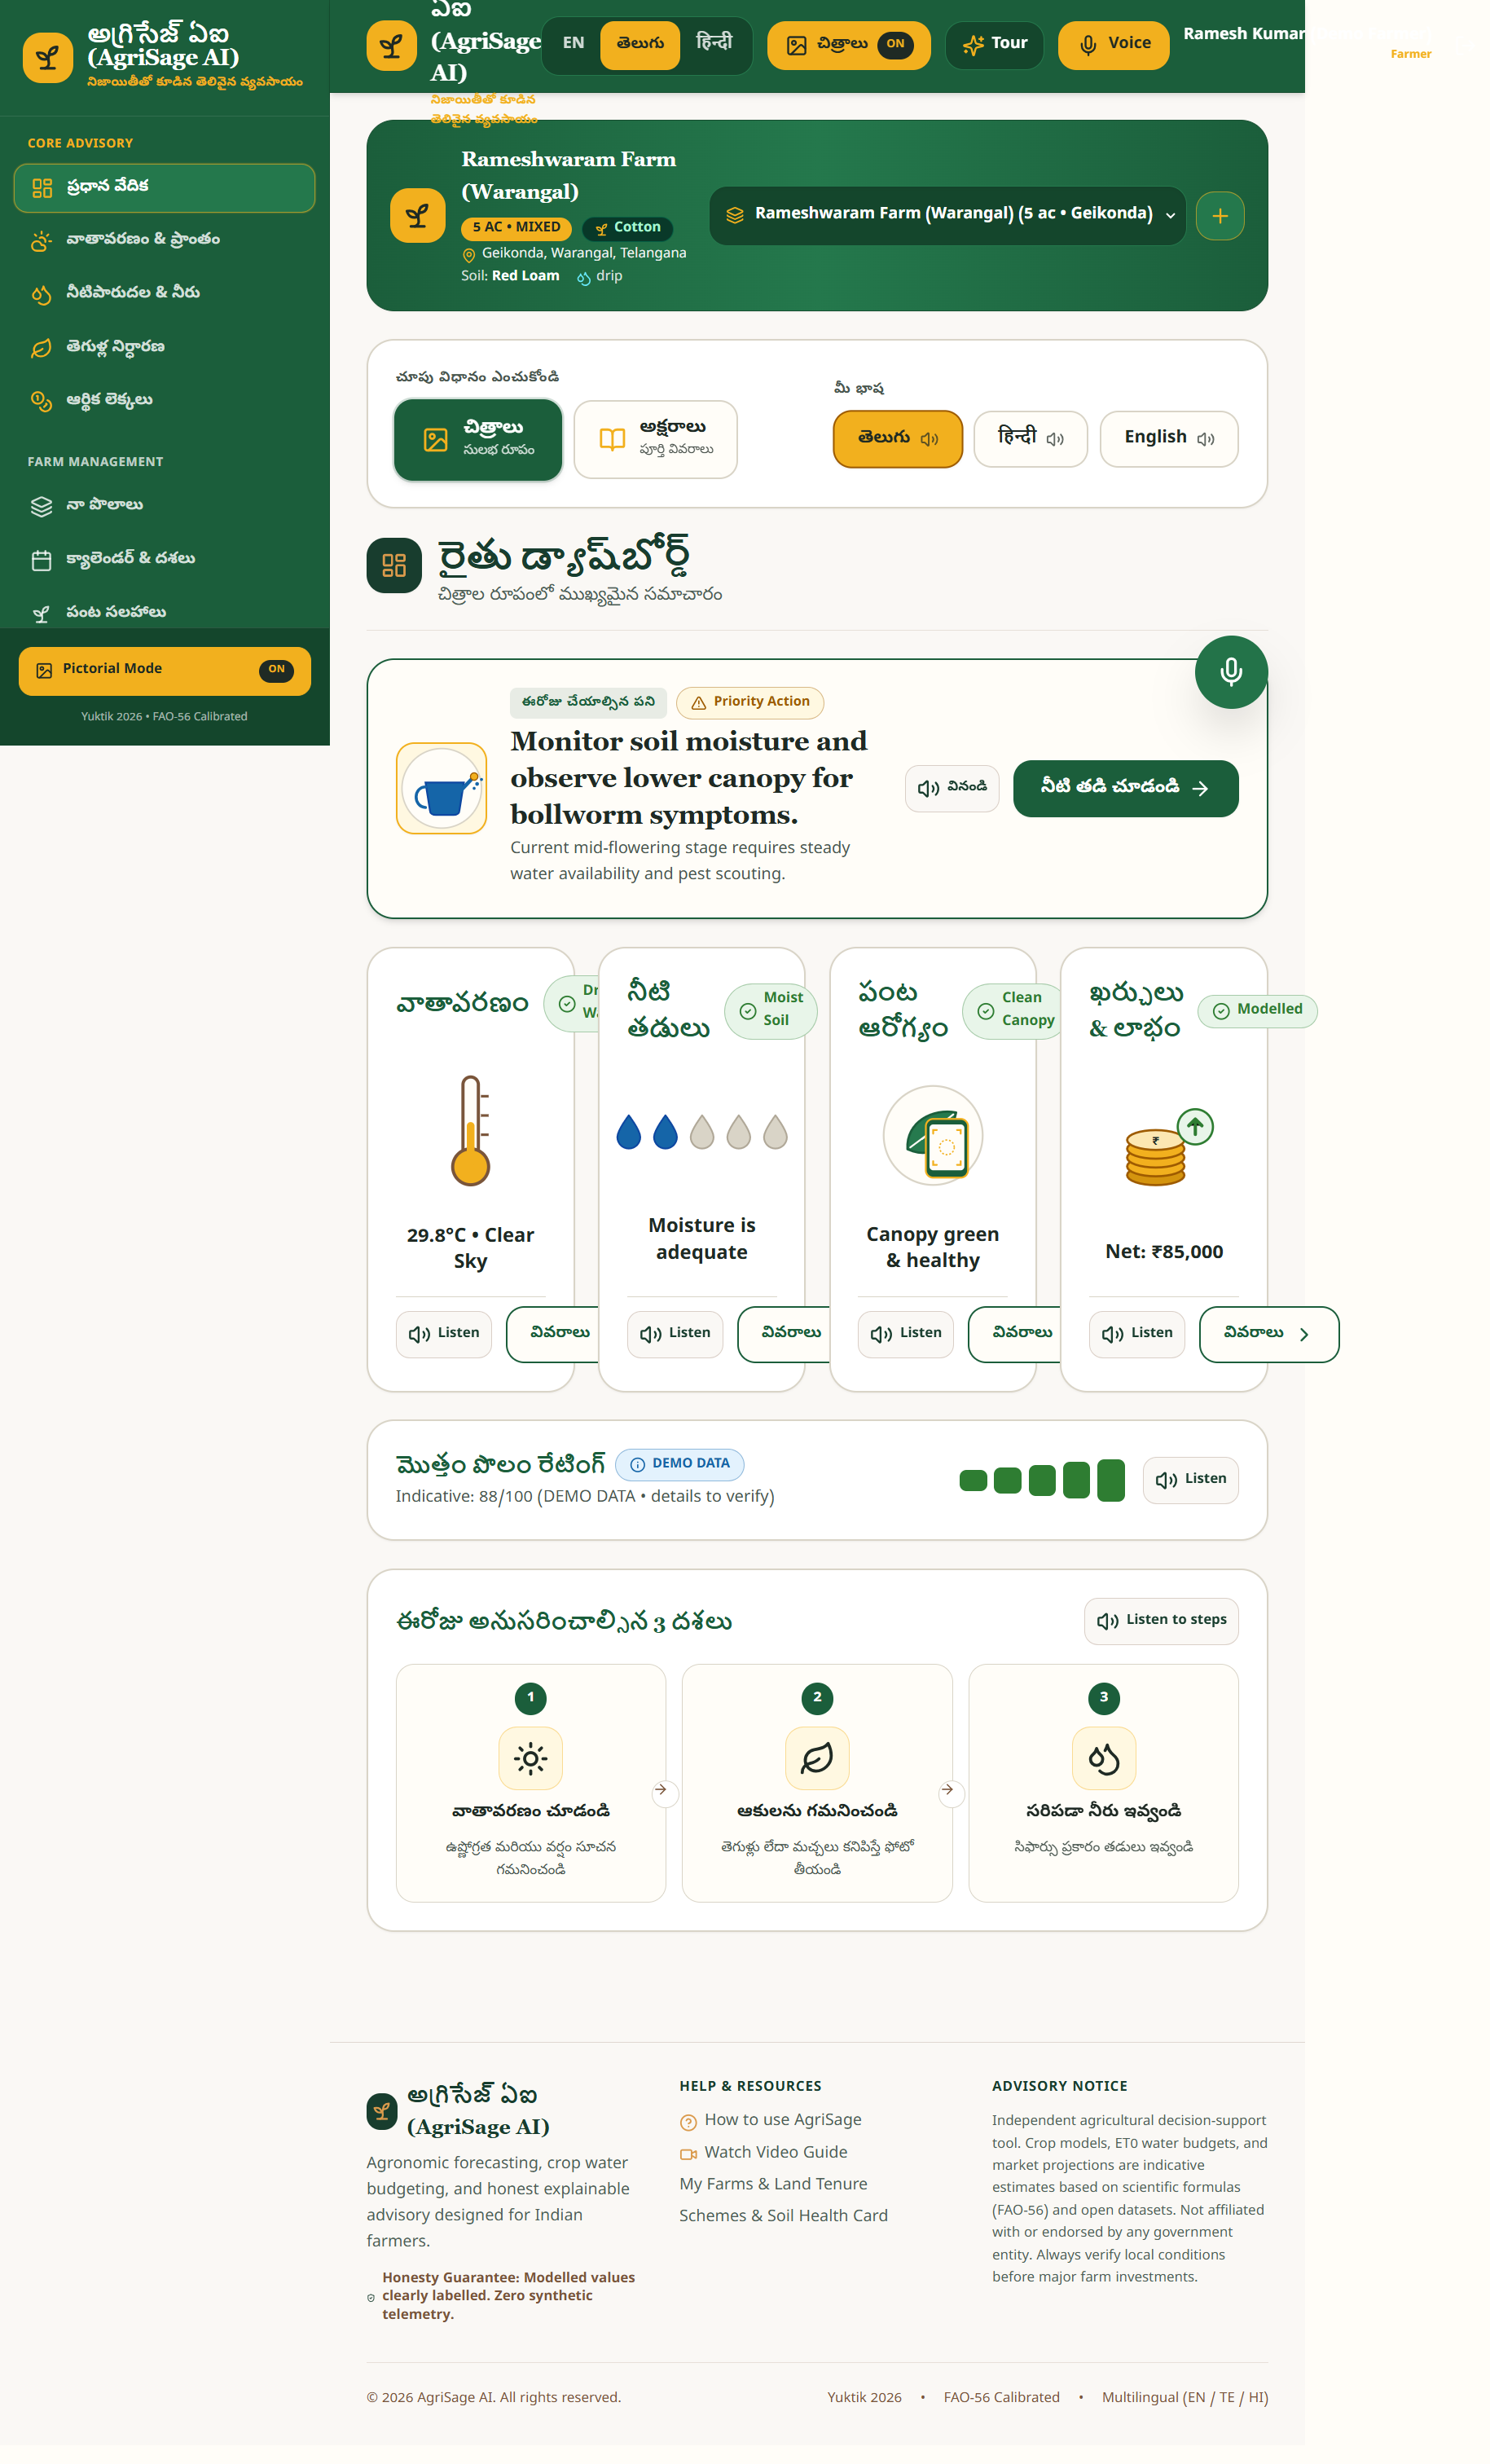 అగ్రిసేజ్ ఏఐ
(AgriSage AI)
నిజాయితీతో కూడిన తెలివైన వ్యవసాయం
CORE ADVISORY
ప్రధాన వేదిక
వాతావరణం & ప్రాంతం
నీటిపారుదల & నీరు
తెగుళ్ల నిర్ధారణ
ఆర్థిక లెక్కలు
FARM MANAGEMENT
నా పొలాలు
క్యాలెండర్ & దశలు
పంట సలహాలు
Pictorial Mode
ON
Yuktik 2026 • FAO-56 Calibrated
ఏఐ
(AgriSage
AI)
నిజాయితీతో కూడిన
తెలివైన వ్యవసాయం
EN
తెలుగు
हिन्दी
చిత్రాలు
ON
Tour
Voice
Ramesh Kumar
Farmer
Rameshwaram Farm
(Warangal)
5 AC • MIXED
Cotton
Geikonda, Warangal, Telangana
Soil: Red Loam
drip
Rameshwaram Farm (Warangal) (5 ac • Geikonda)
చూపు విధానం ఎంచుకోండి
చిత్రాలు
సులభ రూపం
అక్షరాలు
పూర్తి వివరాలు
మీ భాష
తెలుగు
हिन्दी
English
రైతు డ్యాష్‌బోర్డ్
చిత్రాల రూపంలో ముఖ్యమైన సమాచారం
ఈరోజు చేయాల్సిన పని
Priority Action
Monitor soil moisture and
observe lower canopy for
bollworm symptoms.
Current mid-flowering stage requires steady
water availability and pest scouting.
వినండి
నీటి తడి చూడండి
వాతావరణం
29.8°C • Clear
Sky
Listen
వివరాలు
నీటి
తడులు
Moist
Soil
Moisture is
adequate
Listen
వివరాలు
పంట
ఆరోగ్యం
Clean
Canopy
Canopy green
& healthy
Listen
వివరాలు
ఖర్చులు
& లాభం
Modelled
₹
Net: ₹85,000
Listen
వివరాలు
మొత్తం పొలం రేటింగ్
DEMO DATA
Indicative: 88/100 (DEMO DATA • details to verify)
Listen
ఈరోజు అనుసరించాల్సిన 3 దశలు
Listen to steps
1
వాతావరణం చూడండి
ఉష్ణోగ్రత మరియు వర్షం సూచన
గమనించండి
2
ఆకులను గమనించండి
తెగుళ్లు లేదా మచ్చలు కనిపిస్తే ఫోటో
తీయండి
3
సరిపడా నీరు ఇవ్వండి
సిఫార్సు ప్రకారం తడులు ఇవ్వండి
అగ్రిసేజ్ ఏఐ
(AgriSage AI)
Agronomic forecasting, crop water
budgeting, and honest explainable
advisory designed for Indian
farmers.
Honesty Guarantee: Modelled values
clearly labelled. Zero synthetic
telemetry.
HELP & RESOURCES
How to use AgriSage
Watch Video Guide
My Farms & Land Tenure
Schemes & Soil Health Card
ADVISORY NOTICE
Independent agricultural decision-support
tool. Crop models, ET0 water budgets, and
market projections are indicative
estimates based on scientific formulas
(FAO-56) and open datasets. Not affiliated
with or endorsed by any government
entity. Always verify local conditions
before major farm investments.
© 2026 AgriSage AI. All rights reserved.
Yuktik 2026 • FAO-56 Calibrated • Multilingual (EN / TE / HI)